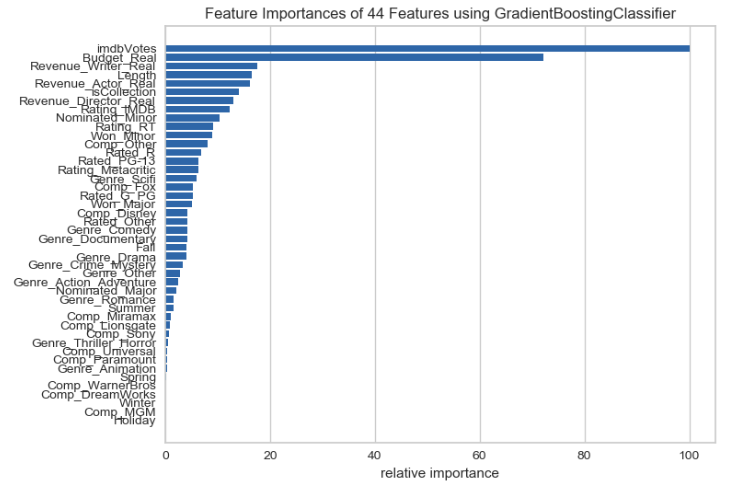 Feature Importances of 44 Features using GradientBoostingClassifier
imdbVotes
Budget_Real
Revenue_Writer_Real
Length
Revenue_Actor_Real
isCollection
Revenue_Director_Real
Rating_IMDB
Nominated_Minor
Rating_RT
Won_Minor
Comp_Other
Rated_R
Rated_PG-13
Rating_Metacritic
Genre_Scifi
Comp_Fox
Rated_G_PG
Won_Major
Comp_Disney
Rated_Other
Genre_Comedy
Genre_Documentary
Fall
Genre_Drama
Genre_Crime_Mystery
Genre_Other
Genre_Action_Adventure
Nominated_Major
Genre_Romance
Summer
Comp_Miramax
Comp_Lionsgate
Comp_Sony
Genre_Thriller_Horror
Comp_Universal
Comp_Paramount
Genre_Animation
Spring
Comp_WarnerBros
Comp_DreamWorks
Winter
Comp_MGM
Holiday
0 20 40 60 80 100
relative importance